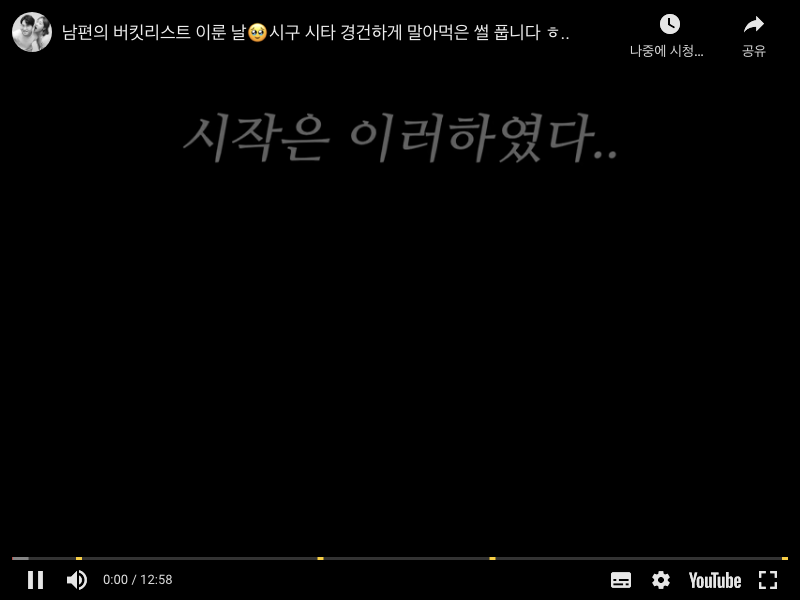 남편의 버킷리스트 이룬 날🥹시구 시타 경건하게 말아먹은 썰 풉니다 ㅎ..
나중에 시청...
공유
시작은 이러하였다..
0:00 / 12:58
YouTube